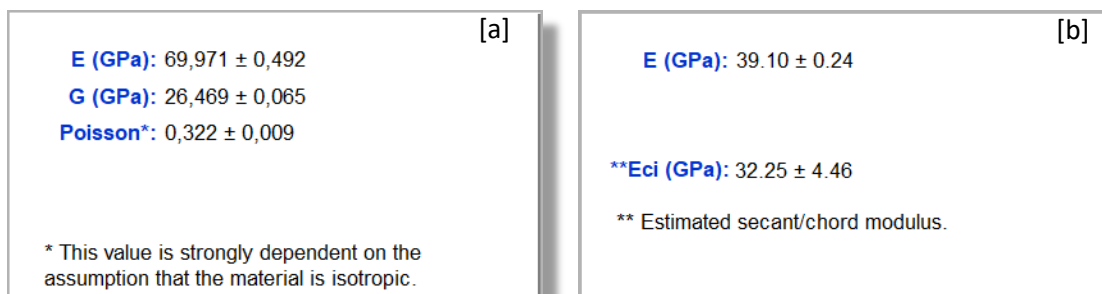 [a]
E (GPa): 69,971 ± 0,492
G (GPa): 26,469 ± 0,065
Poisson*: 0,322 ± 0,009
* This value is strongly dependent on the
assumption that the material is isotropic.
[b]
E (GPa): 39.10 ± 0.24
**Eci (GPa): 32.25 ± 4.46
** Estimated secant/chord modulus.